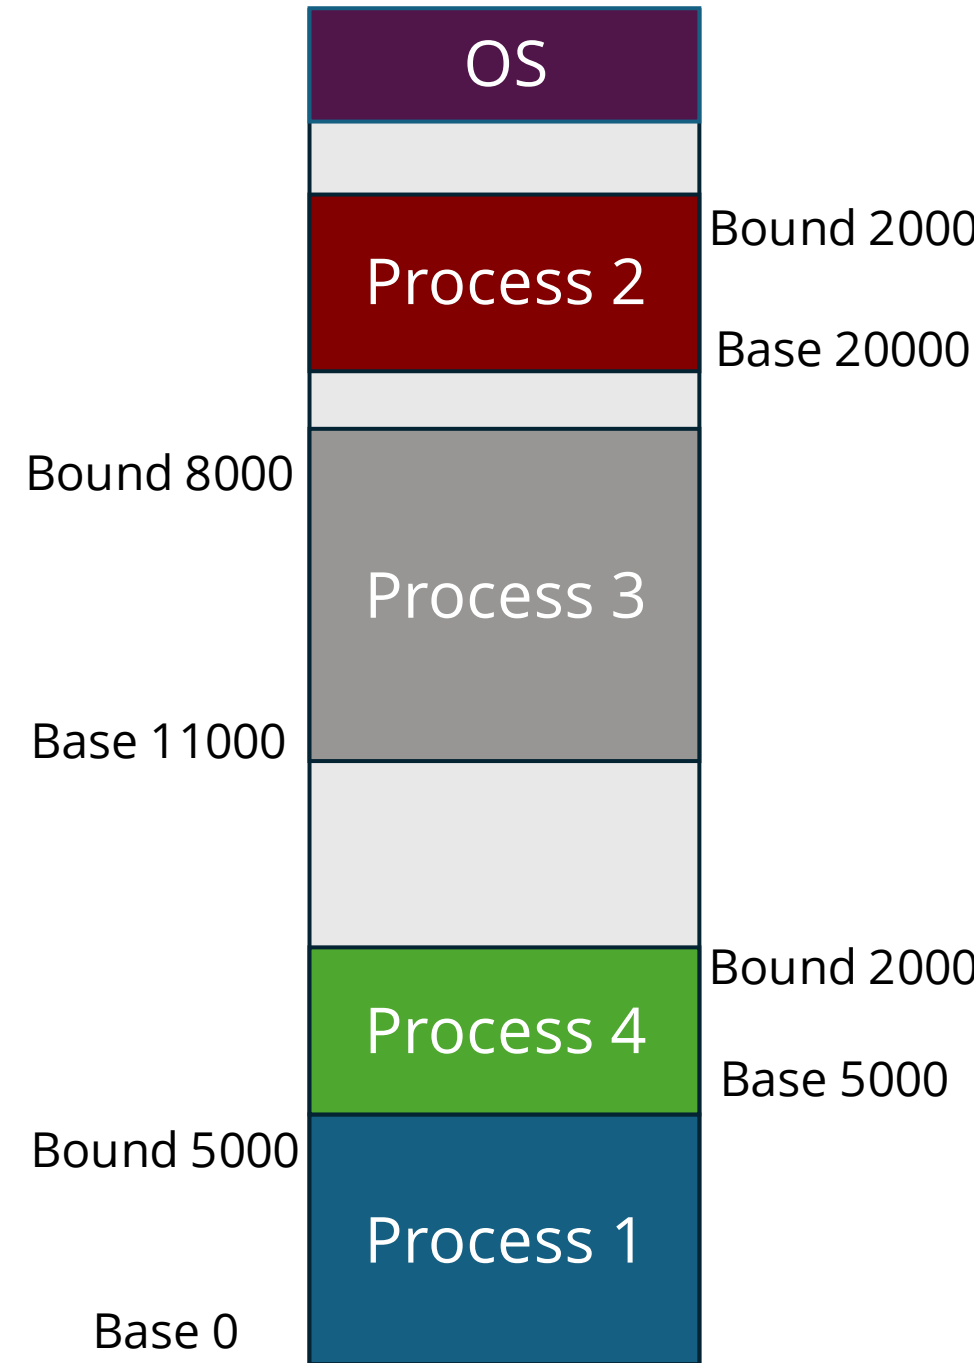 OS
Bound 2000
Process 2
Base 20000
Bound 8000
Process 3
Base 11000
Bound 2000
Process 4
Base 5000
Bound 5000
Process 1
Base 0